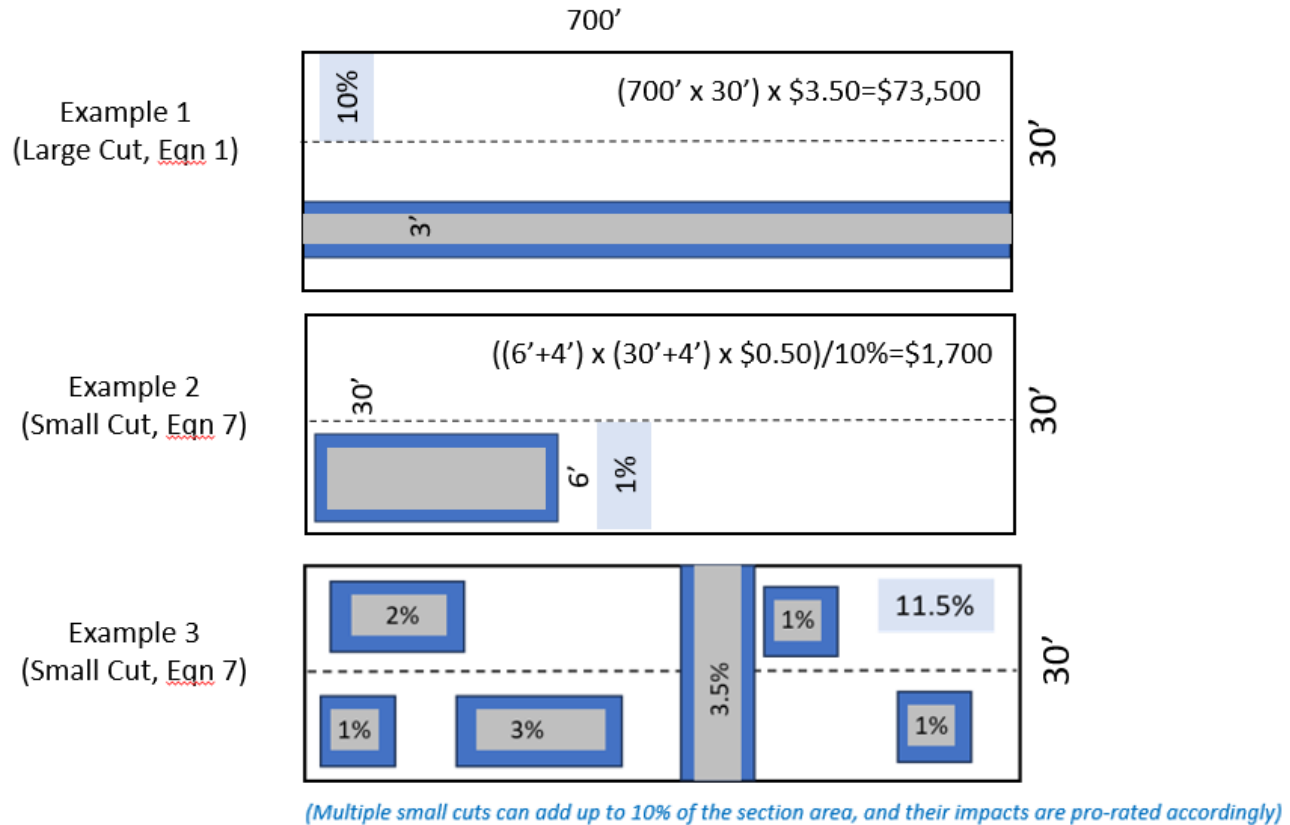 700’
Example 1
(Large Cut, Eqn 1)
10%
(700’ x 30’) x $3.50=$73,500
30’
3’
Example 2
(Small Cut, Eqn 7)
((6’+4’) x (30’+4’) x $0.50)/10%=$1,700
30’
30’
6’
1%
Example 3
(Small Cut, Eqn 7)
2%
1%
11.5%
30’
3.5%
1%
3%
1%
(Multiple small cuts can add up to 10% of the section area, and their impacts are pro-rated accordingly)